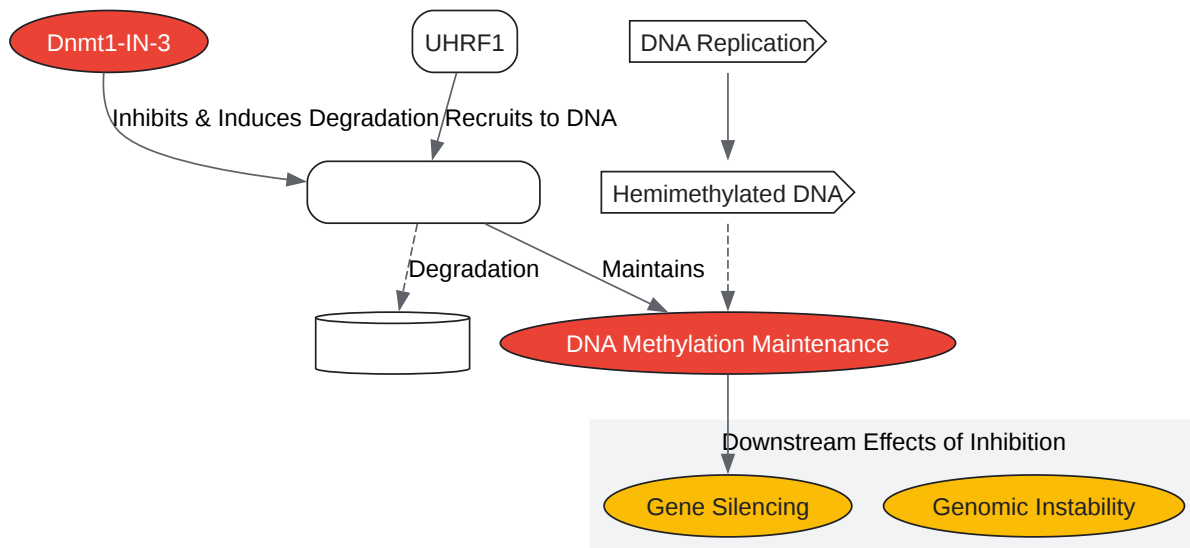 Dnmt1-IN-3
UHRF1
DNA Replication
Inhibits & Induces Degradation
Recruits to DNA
Hemimethylated DNA
Degradation
Maintains
DNA Methylation Maintenance
Downstream Effects of Inhibition
Gene Silencing
Genomic Instability